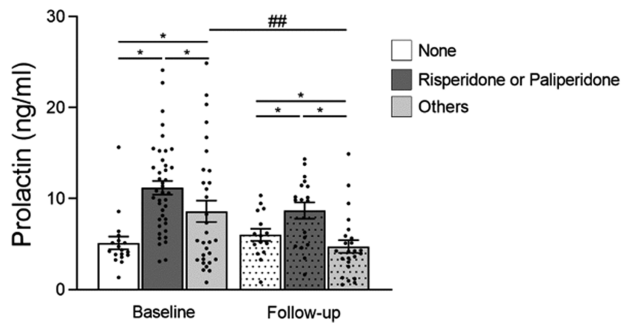 30
20
10
0
Prolactin (ng/ml)
*
*
*
##
*
*
*
None
Risperidone or Paliperidone
Others
Baseline
Follow-up